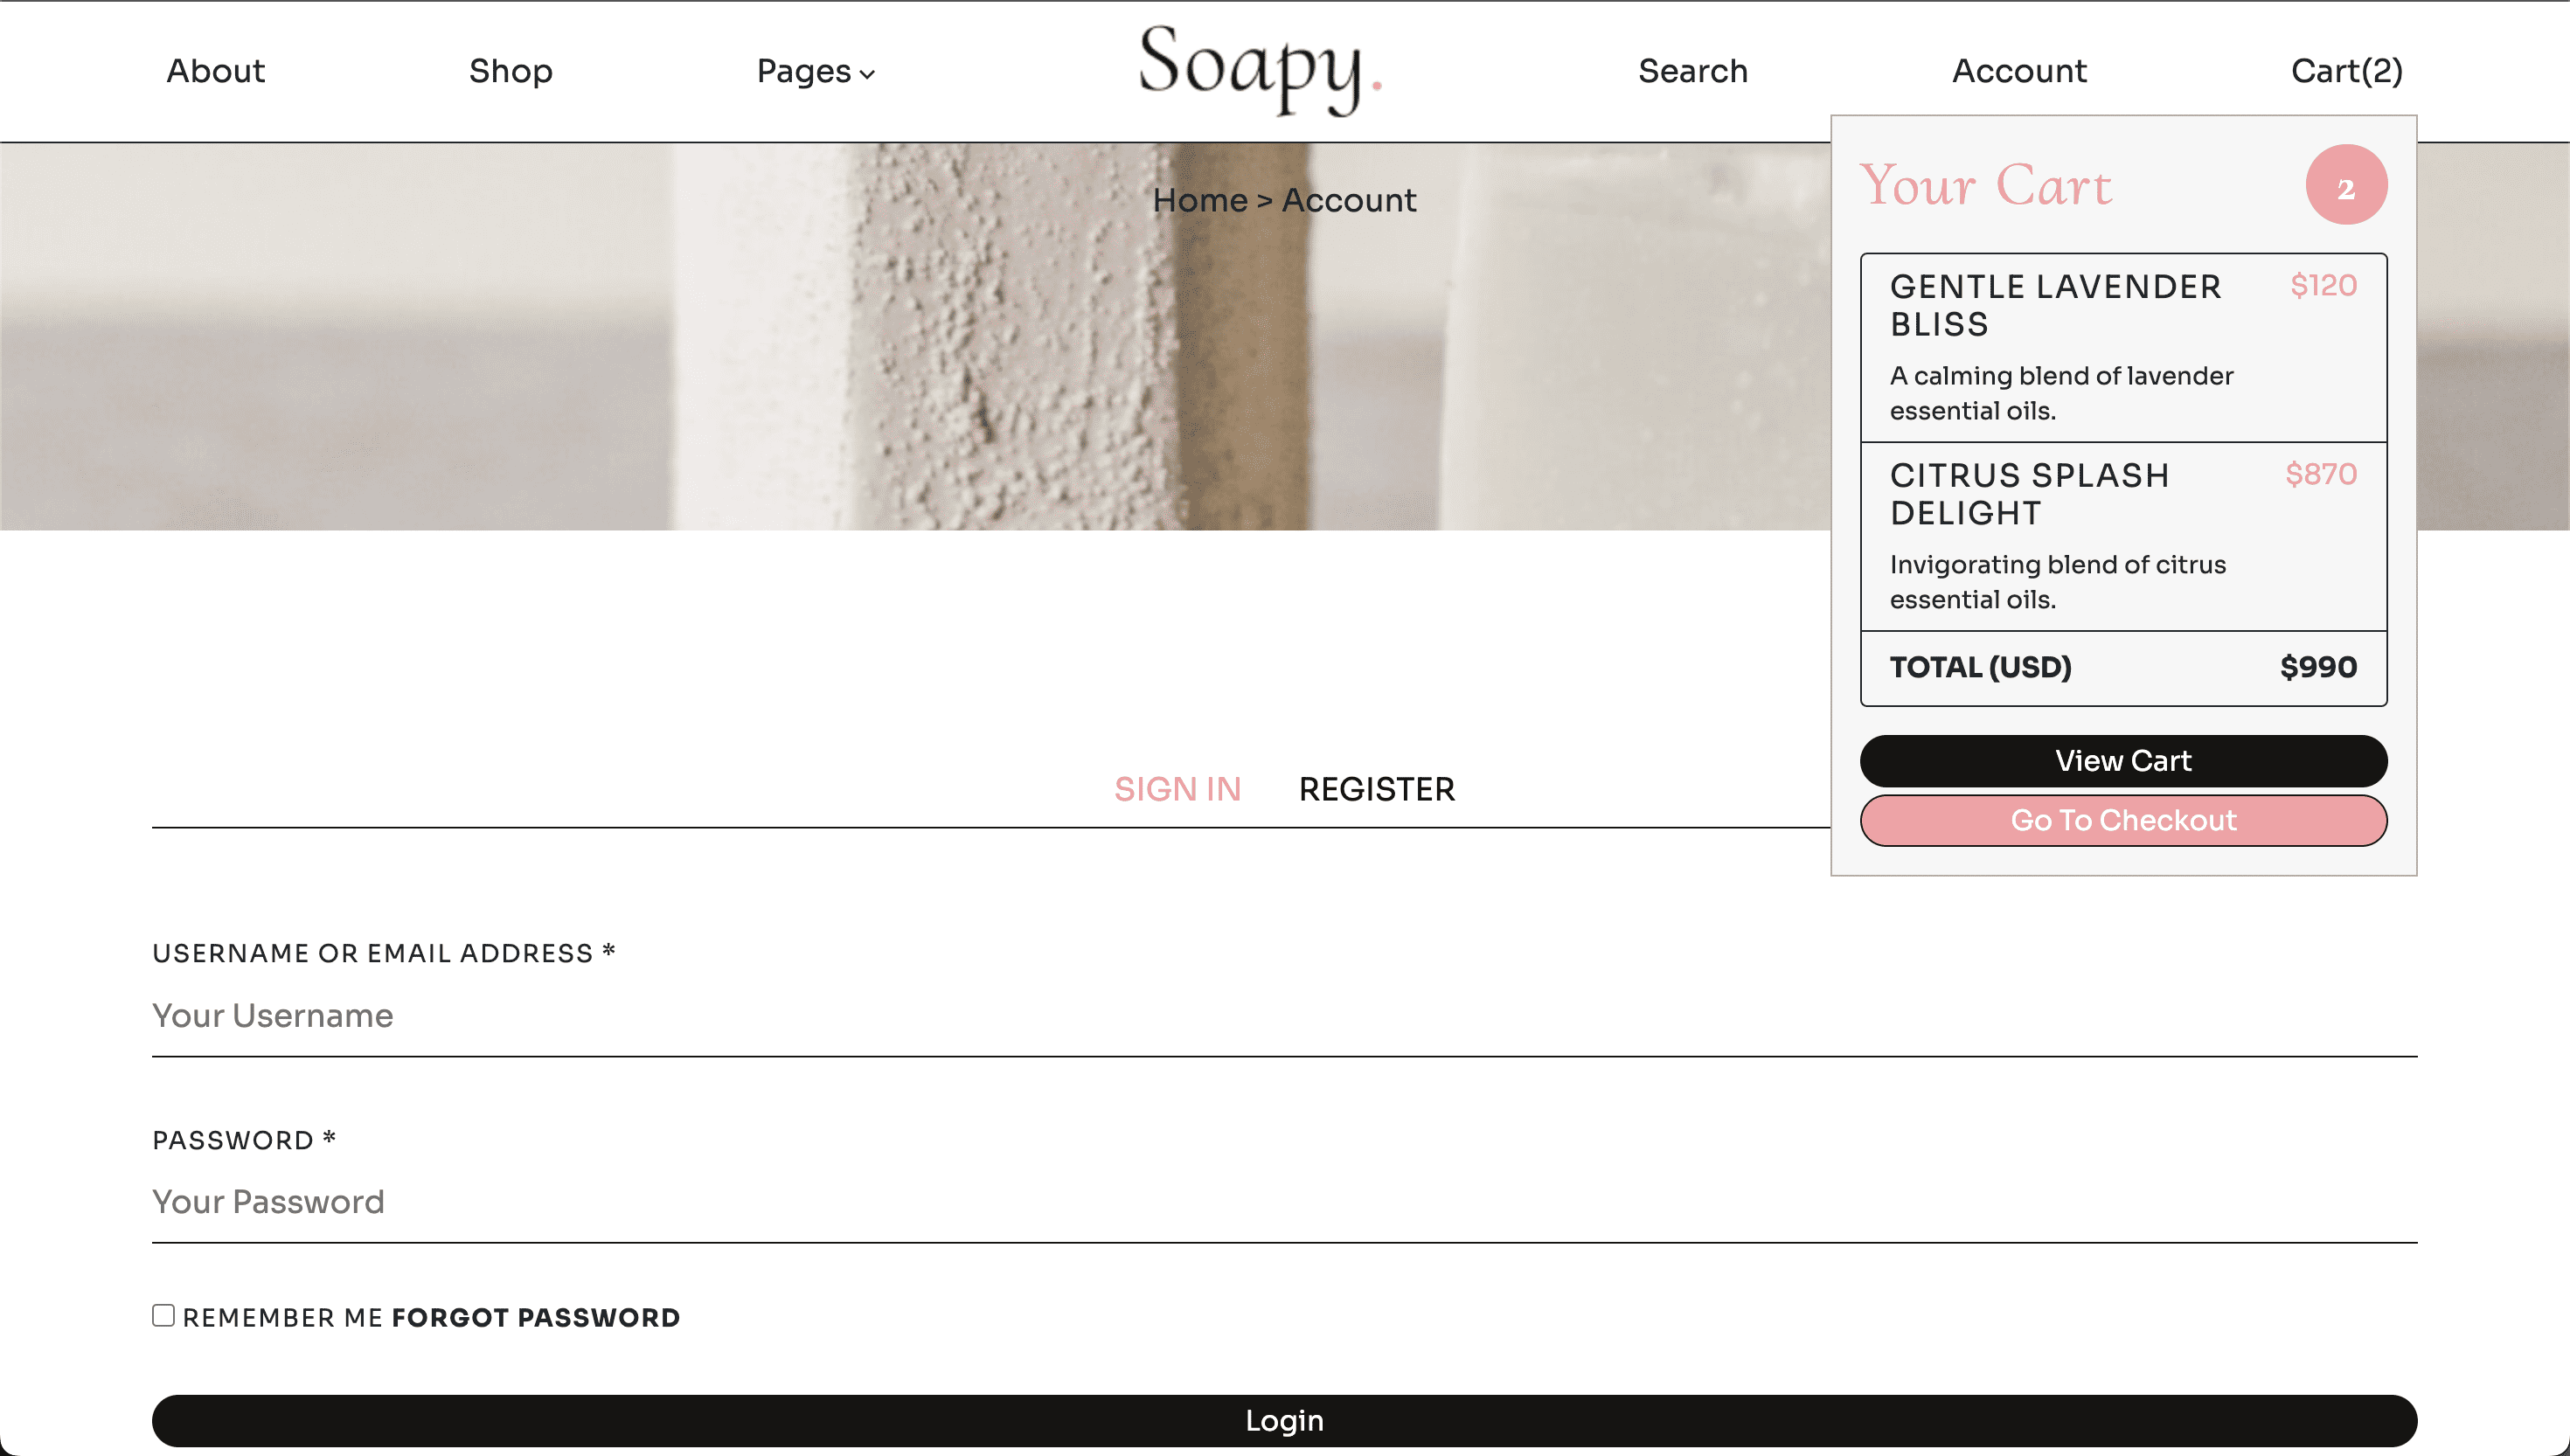 About
Shop
Pages
Soapy.
Search
Account
Cart(2)
Home > Account
Your Cart
2
GENTLE LAVENDER
BLISS
$120
A calming blend of lavender
essential oils.
CITRUS SPLASH
DELIGHT
$870
Invigorating blend of citrus
essential oils.
TOTAL (USD)
$990
View Cart
Go To Checkout
SIGN IN
REGISTER
USERNAME OR EMAIL ADDRESS *
Your Username
PASSWORD *
Your Password
REMEMBER ME FORGOT PASSWORD
Login